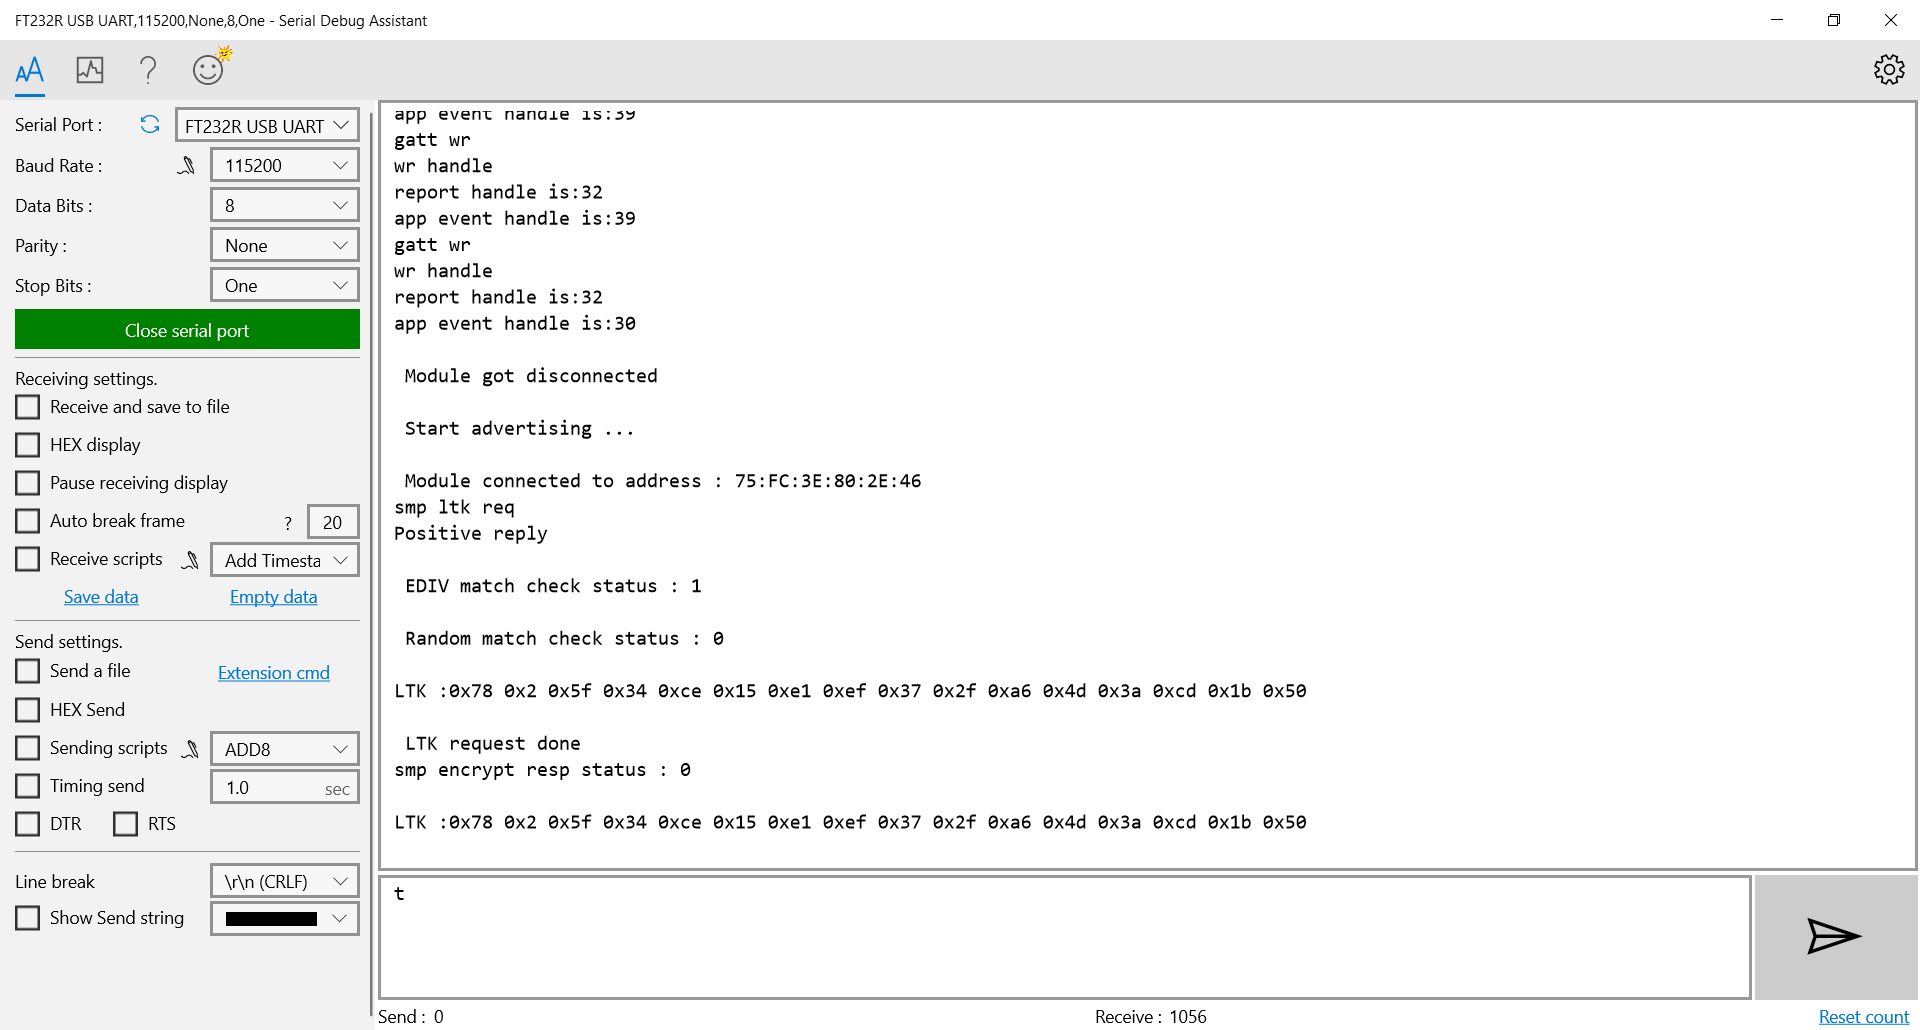 FT232R USB UART,115200,None,8,One - Serial Debug Assistant
Serial Port :
FT232R USB UART
Baud Rate :
115200
Data Bits :
8
Parity :
None
Stop Bits :
One
Close serial port
Receiving settings.
Receive and save to file
HEX display
Pause receiving display
Auto break frame
?
20
Receive scripts
Add Timesta
Save data
Empty data
Send settings.
Send a file
Extension cmd
HEX Send
Sending scripts
ADD8
Timing send
1.0
sec
DTR
RTS
Line break
\r\n (CRLF)
Show Send string
app event handle is:39
gatt wr
wr handle
report handle is:32
app event handle is:39
gatt wr
wr handle
report handle is:32
app event handle is:30
Module got disconnected
Start advertising ...
Module connected to address : 75:FC:3E:80:2E:46
smp ltk req
Positive reply
EDIV match check status : 1
Random match check status : 0
LTK :0x78 0x2 0x5f 0x34 0xce 0x15 0xe1 0xef 0x37 0x2f 0xa6 0x4d 0x3a 0xcd 0x1b 0x50
LTK request done
smp encrypt resp status : 0
LTK :0x78 0x2 0x5f 0x34 0xce 0x15 0xe1 0xef 0x37 0x2f 0xa6 0x4d 0x3a 0xcd 0x1b 0x50
t
Send : 0
Receive : 1056
Reset count